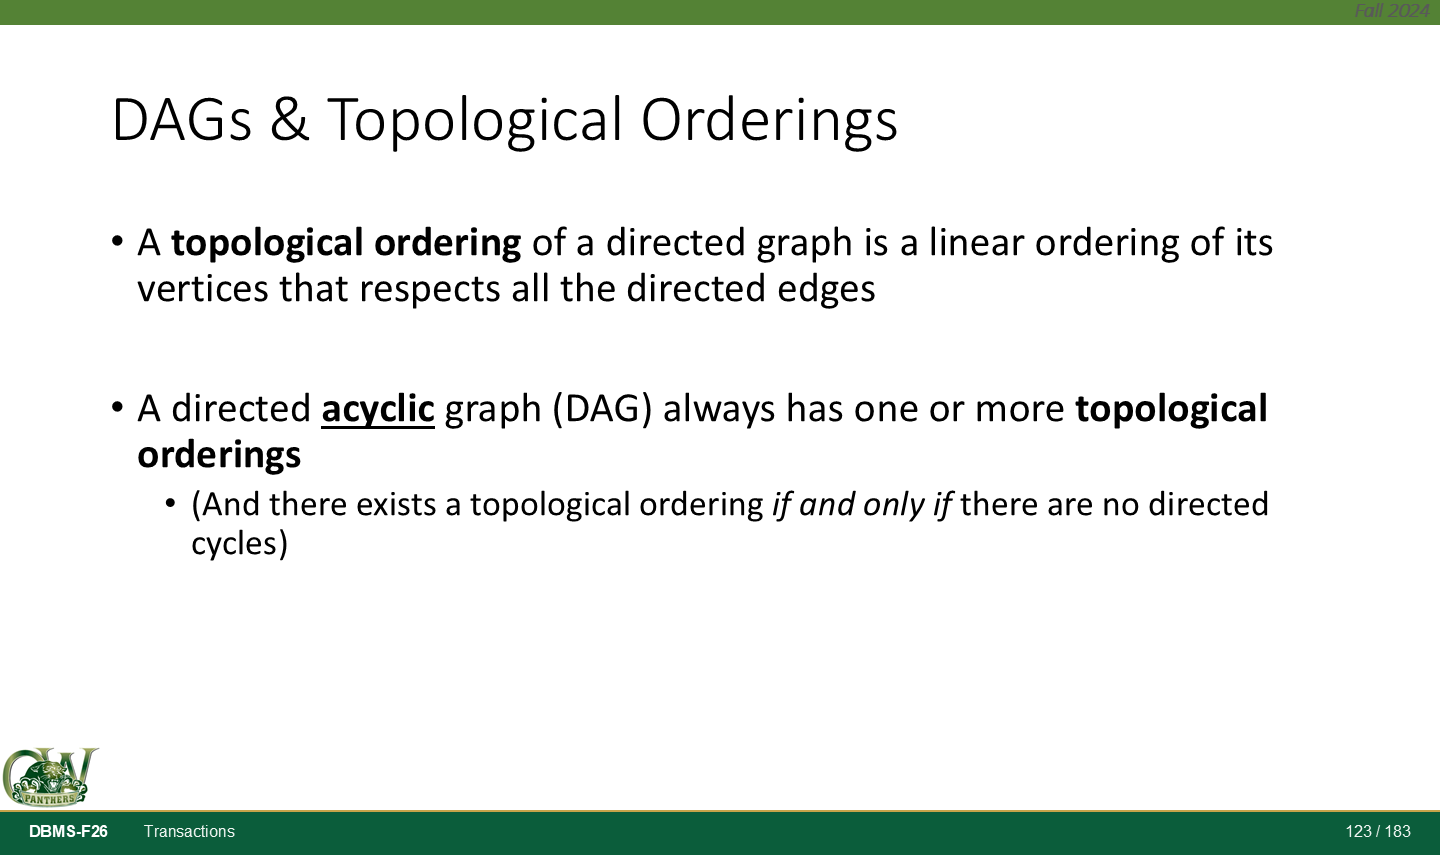 Fall 2024
DAGs & Topological Orderings
• A topological ordering of a directed graph is a linear ordering of its
vertices that respects all the directed edges
• A directed acyclic graph (DAG) always has one or more topological
orderings
• (And there exists a topological ordering if and only if there are no directed
cycles)
OW
PANTHERS
DBMS-F26 Transactions 123 / 183